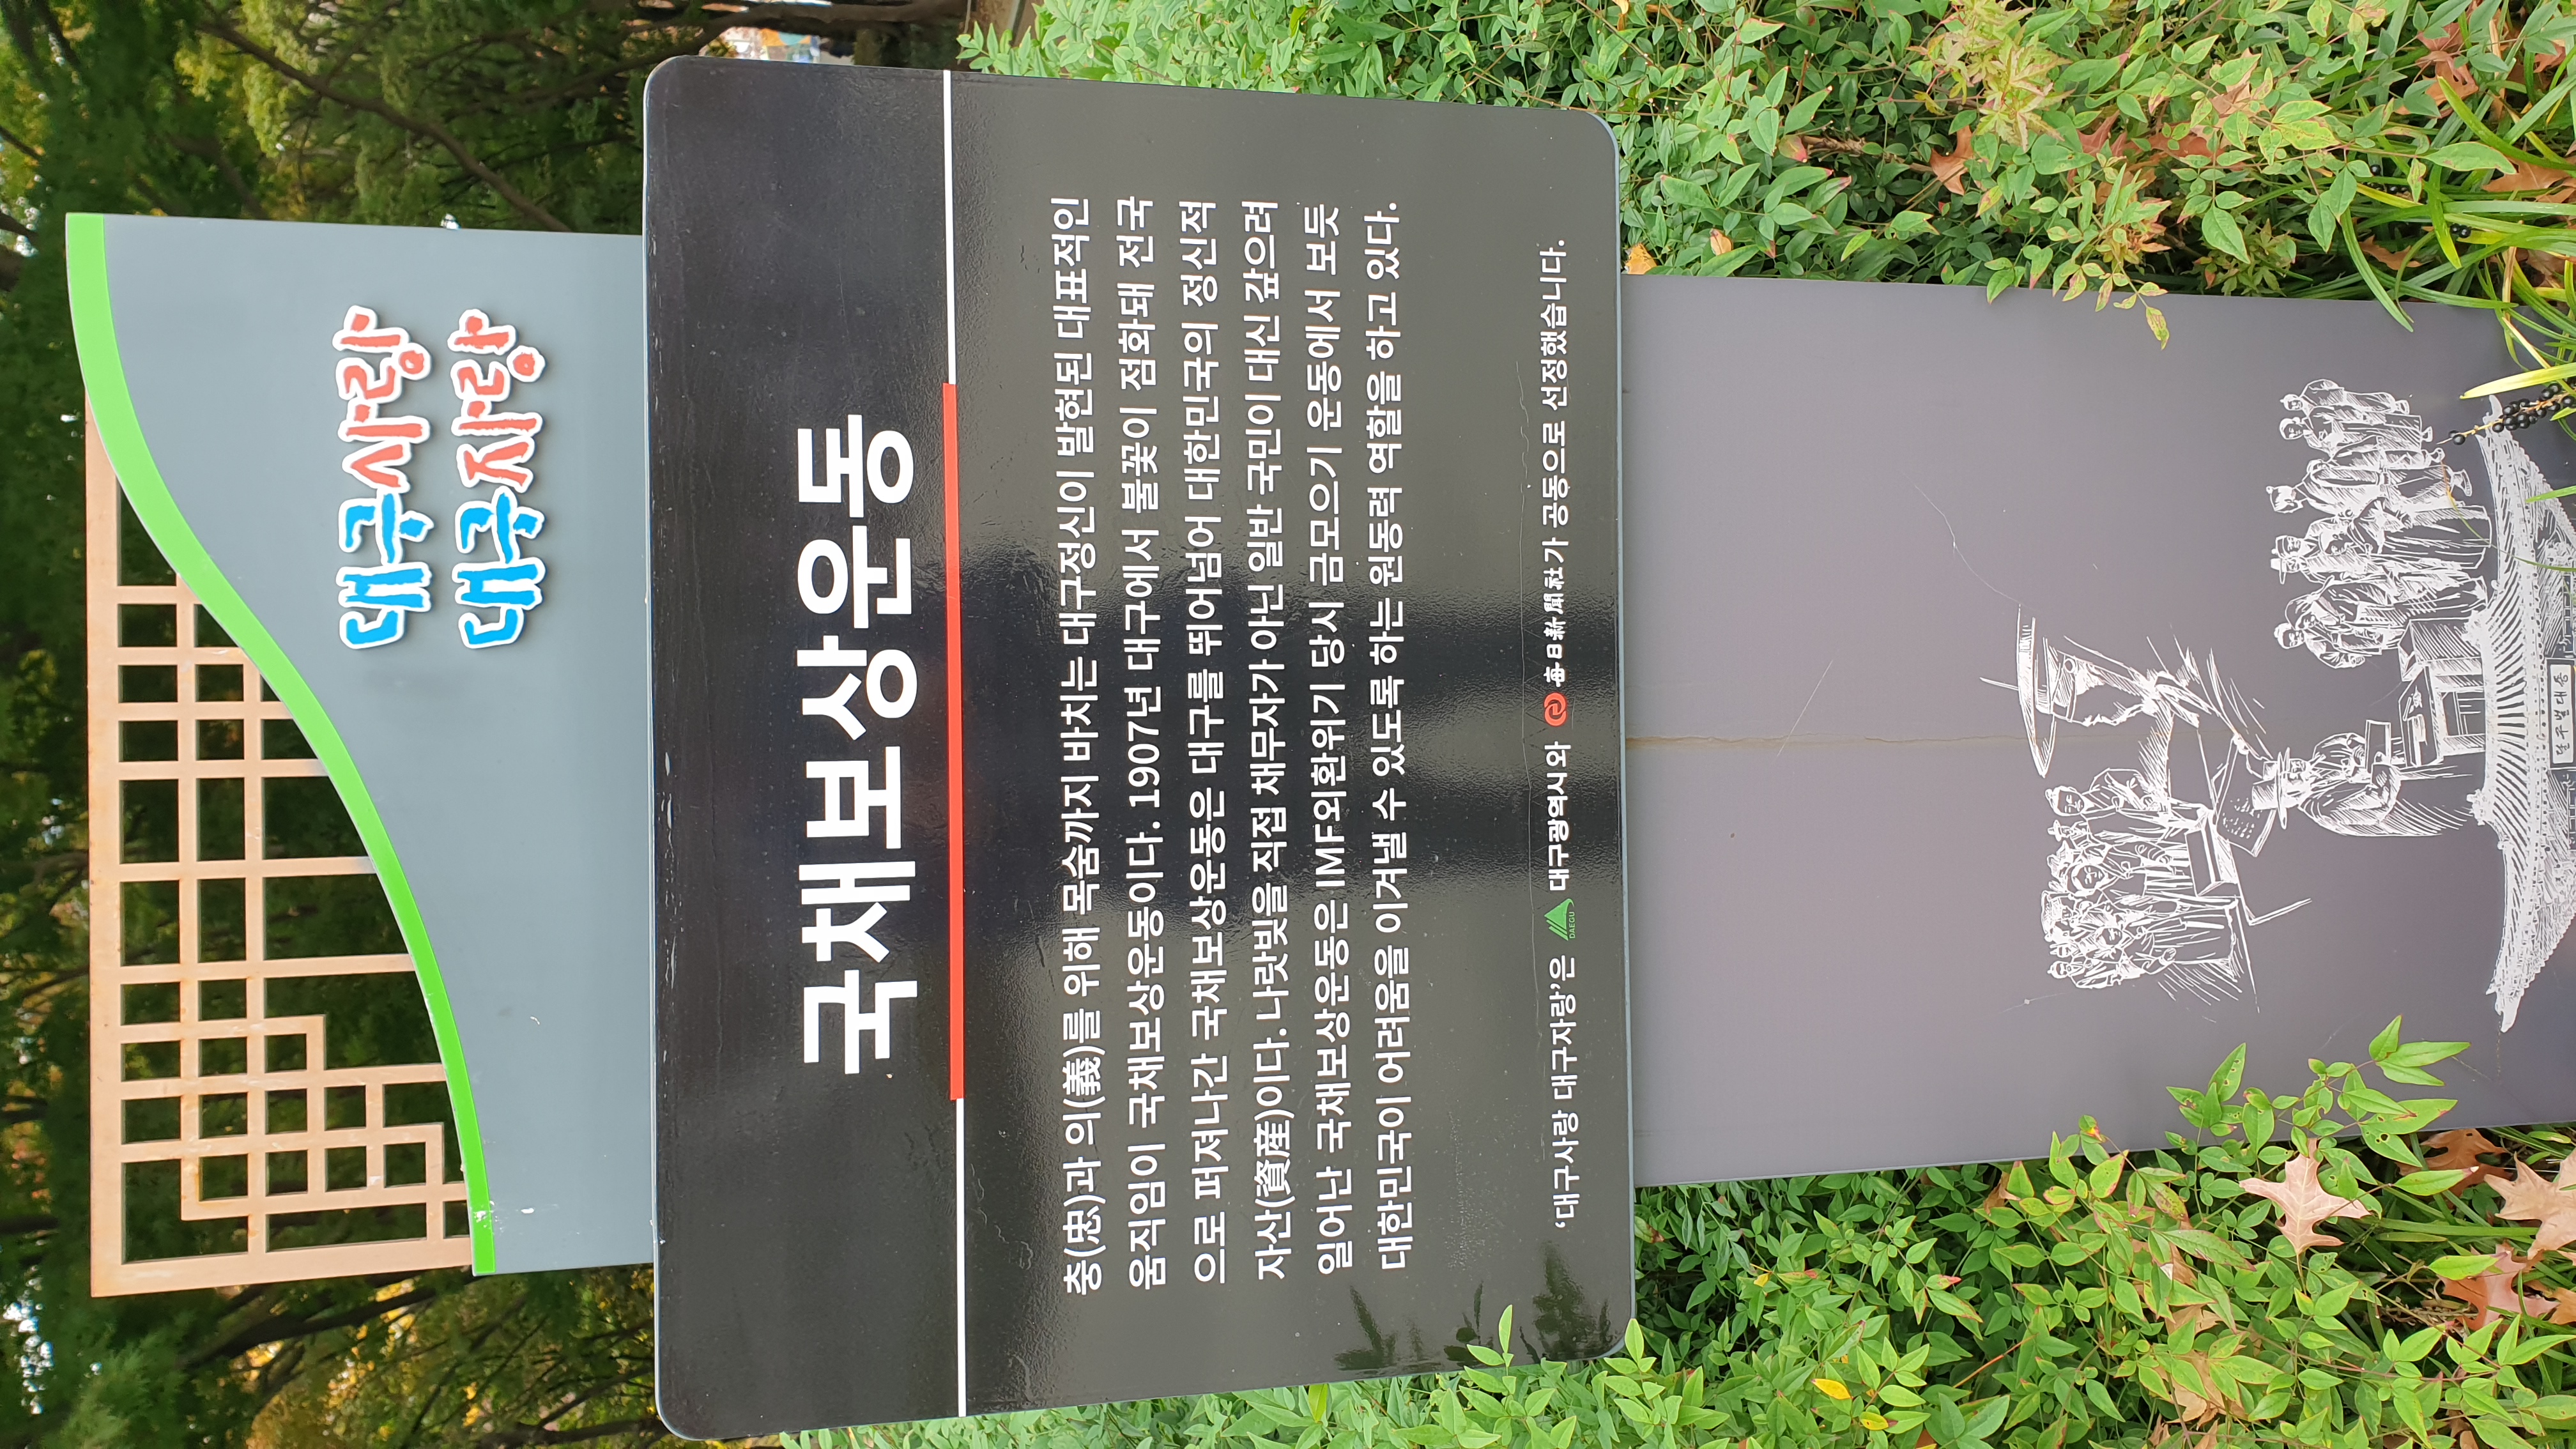 대구사랑
대구자랑
국채보상운동
충(忠)과 의(義)를 위해 목숨까지 바치는 대구정신이 발현된 대표적인
움직임이 국채보상운동이다. 1907년 대구에서 불꽃이 점화돼 전국
으로 퍼져나간 국채보상운동은 대구를 뛰어넘어 대한민국의 정신적
자산(資産)이다. 나랏빚을 직접 채무자가 아닌 일반 국민이 대신 갚으려
일어난 국채보상운동은 IMF외환위기 당시 금모으기 운동에서 보듯
대한민국이 어려움을 이겨낼 수 있도록 하는 원동력 역할을 하고 있다.
‘대구사랑 대구자랑’은 DAEGU 대구광역시와 每日新聞社가 공동으로 선정했습니다.